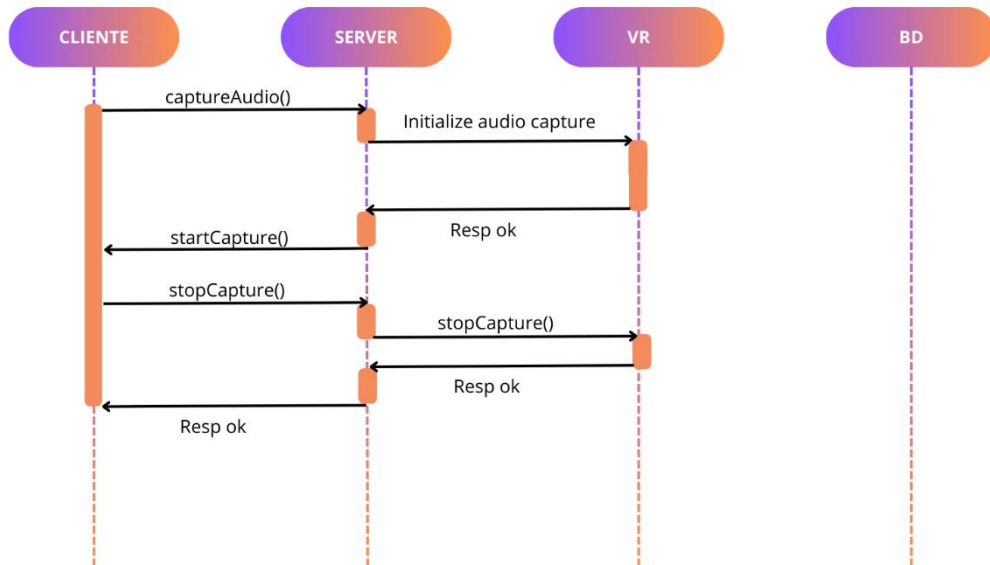 CLIENTE
SERVER
VR
BD
captureAudio()
Initialize audio capture
Resp ok
startCapture()
stopCapture()
stopCapture()
Resp ok
Resp ok